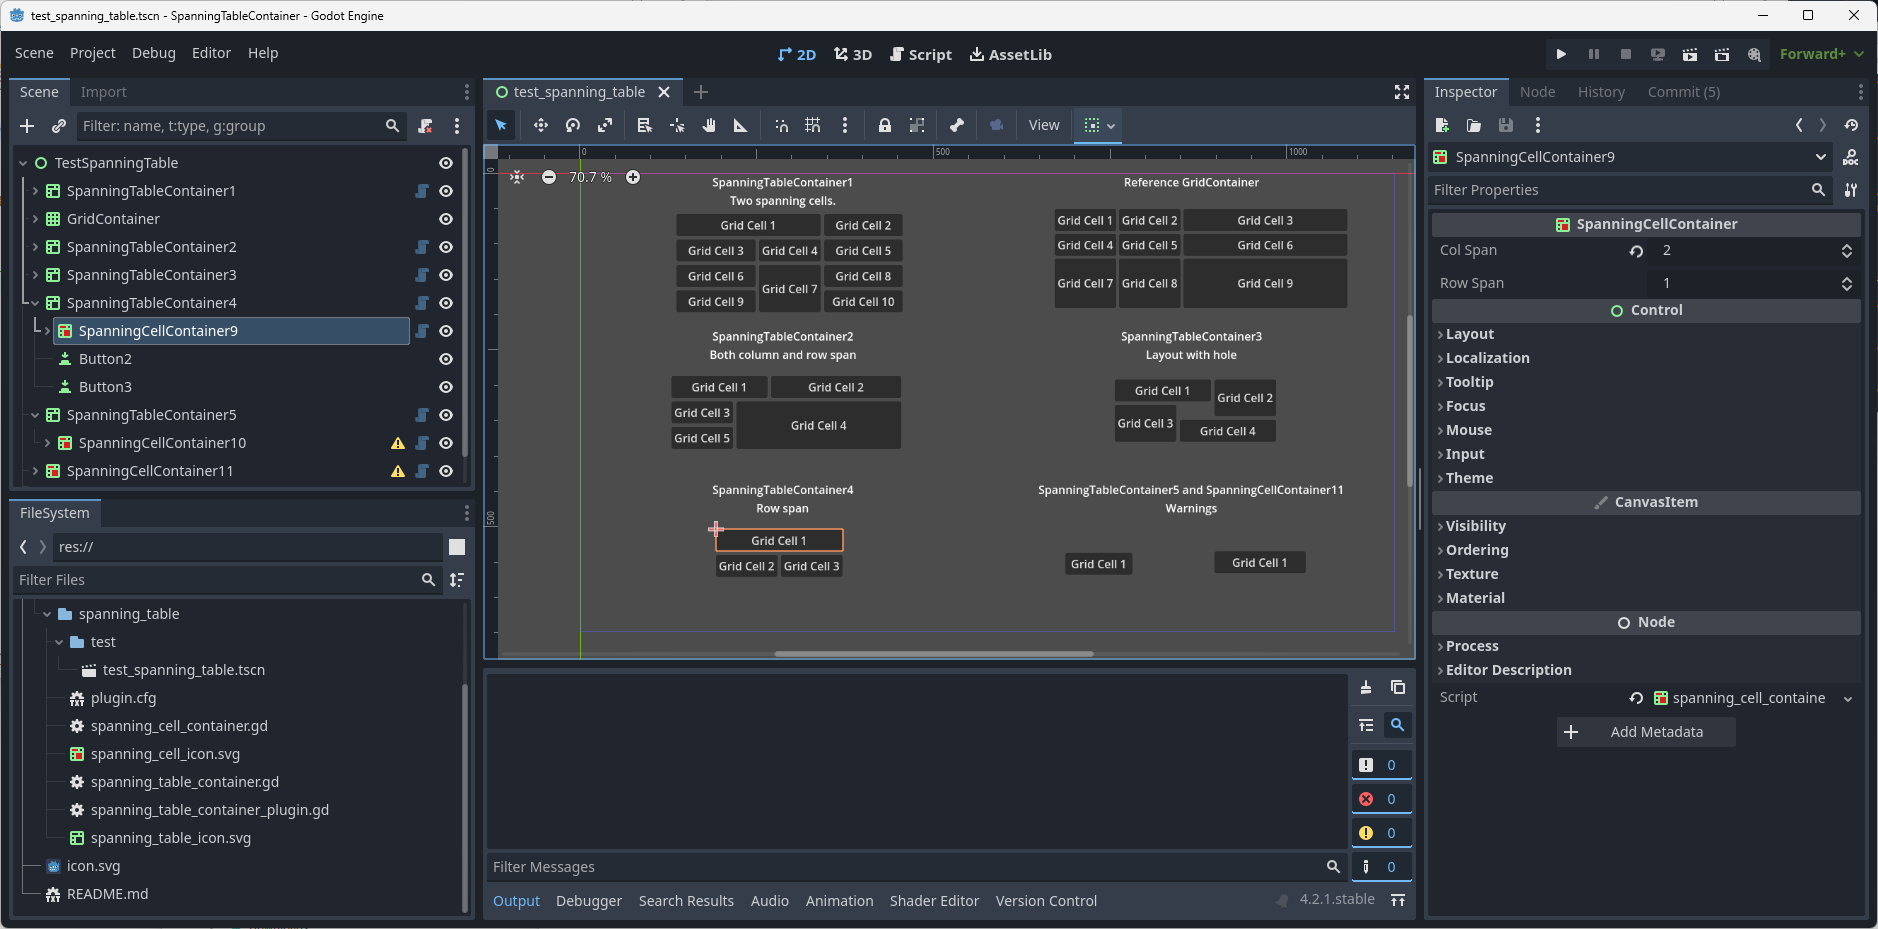 test_spanning_table.tscn - SpanningTableContainer - Godot Engine
Scene Project Debug Editor Help
2D 3D Script AssetLib
Forward+
Scene Import
Filter: name, t:type, g:group
TestSpanningTable
SpanningTableContainer1
GridContainer
SpanningTableContainer2
SpanningTableContainer3
SpanningTableContainer4
SpanningCellContainer9
Button2
Button3
SpanningTableContainer5
SpanningCellContainer10
SpanningCellContainer11
FileSystem
res://
Filter Files
spanning_table
test
test_spanning_table.tscn
plugin.cfg
spanning_cell_container.gd
spanning_cell_icon.svg
spanning_table_container.gd
spanning_table_container_plugin.gd
spanning_table_icon.svg
icon.svg
README.md
test_spanning_table
View
0 500 1000
0
500
70.7 %
SpanningTableContainer1
Two spanning cells.
Grid Cell 1 Grid Cell 2
Grid Cell 3 Grid Cell 4 Grid Cell 5
Grid Cell 6 Grid Cell 7 Grid Cell 8
Grid Cell 9 Grid Cell 10
Reference GridContainer
Grid Cell 1 Grid Cell 2 Grid Cell 3
Grid Cell 4 Grid Cell 5 Grid Cell 6
Grid Cell 7 Grid Cell 8 Grid Cell 9
SpanningTableContainer2
Both column and row span
Grid Cell 1 Grid Cell 2
Grid Cell 3 Grid Cell 4
Grid Cell 5
SpanningTableContainer3
Layout with hole
Grid Cell 1 Grid Cell 2
Grid Cell 3 Grid Cell 4
SpanningTableContainer4
Row span
Grid Cell 1
Grid Cell 2 Grid Cell 3
SpanningTableContainer5 and SpanningCellContainer11
Warnings
Grid Cell 1 Grid Cell 1
0
0
0
0
Filter Messages
Output Debugger Search Results Audio Animation Shader Editor Version Control
4.2.1.stable
Inspector Node History Commit (5)
SpanningCellContainer9
Filter Properties
SpanningCellContainer
Col Span 2
Row Span 1
Control
Layout
Localization
Tooltip
Focus
Mouse
Input
Theme
CanvasItem
Visibility
Ordering
Texture
Material
Node
Process
Editor Description
Script spanning_cell_containe
Add Metadata